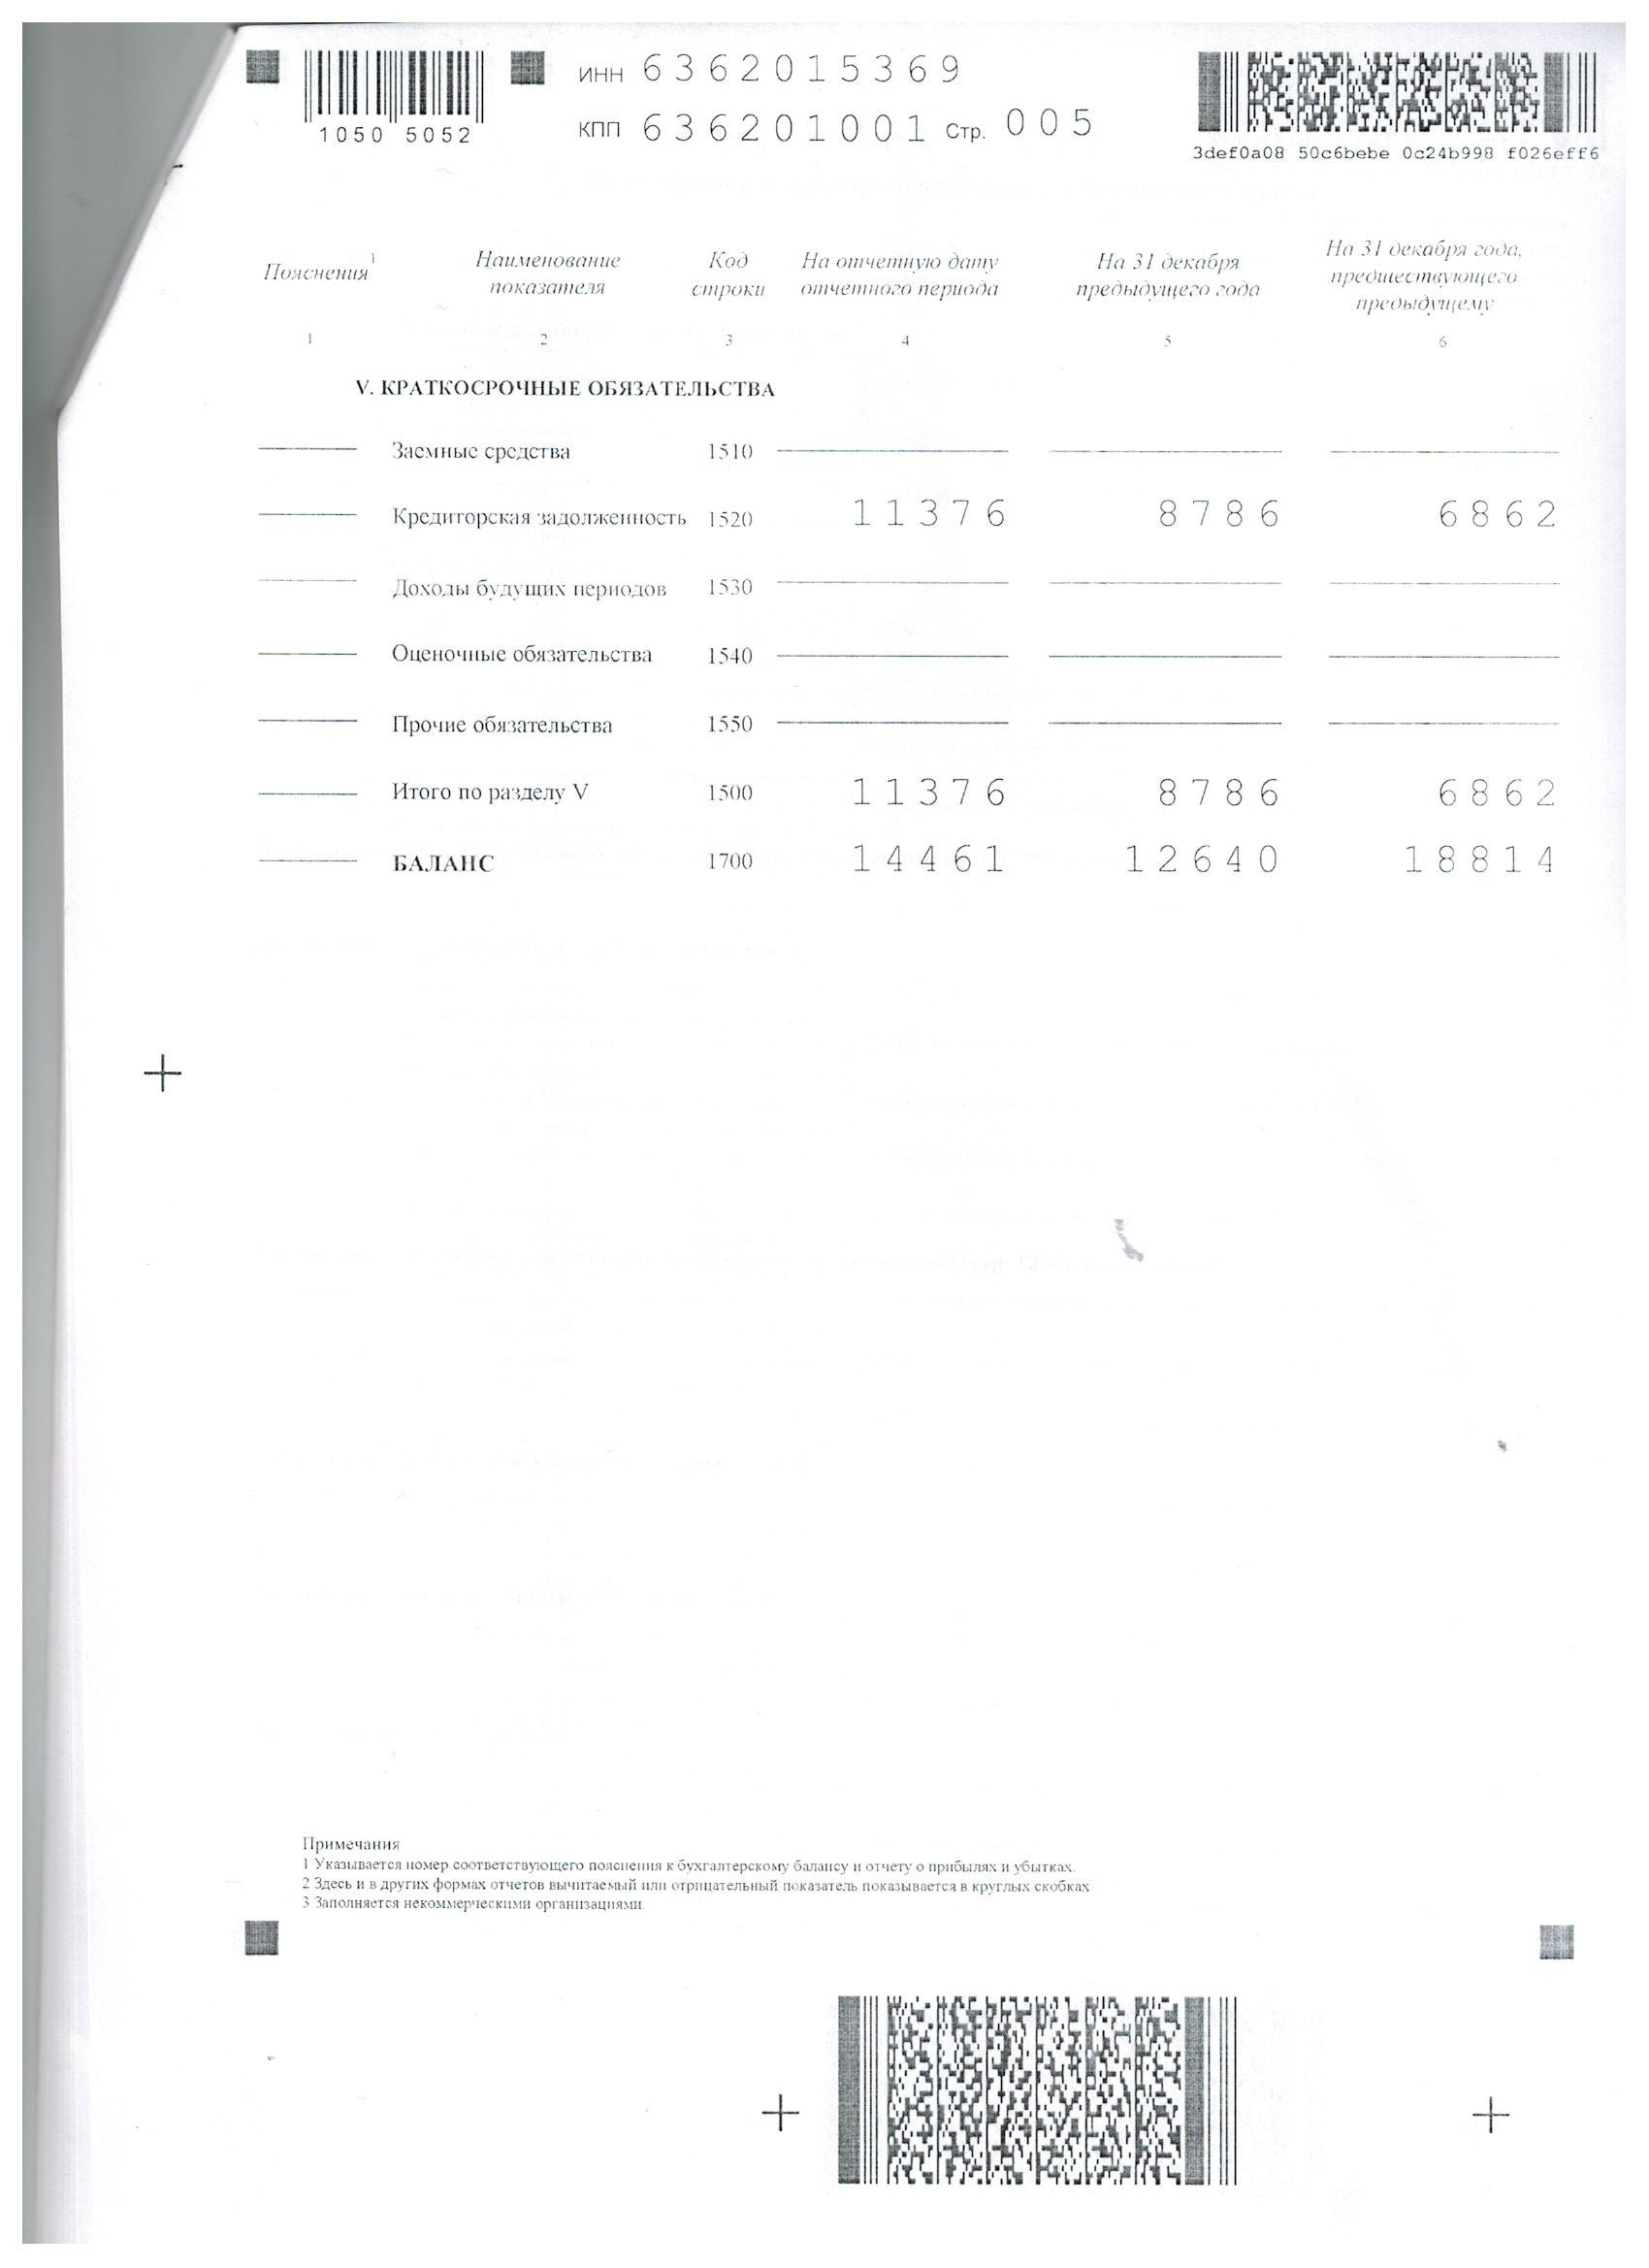 1050 5052
ИНН 6362015369
КПП 636201001 Стр. 005
3def0a08 50c6bebe 0c24b998 f026eff6
Пояснения 1 Наименование показателя Код строки На отчетную дату отчетного периода На 31 декабря предыдущего года На 31 декабря года, предшествующего предыдущему
1 2 3 4 5 6
V. КРАТКОСРОЧНЫЕ ОБЯЗАТЕЛЬСТВА
Заемные средства 1510
Кредиторская задолженность 1520 11376 8786 6862
Доходы будущих периодов 1530
Оценочные обязательства 1540
Прочие обязательства 1550
Итого по разделу V 1500 11376 8786 6862
БАЛАНС 1700 14461 12640 18814
Примечания
1 Указывается номер соответствующего пояснения к бухгалтерскому балансу и отчету о прибылях и убытках.
2 Здесь и в других формах отчетов вычитаемый или отрицательный показатель показывается в круглых скобках
3 Заполняется некоммерческими организациями.